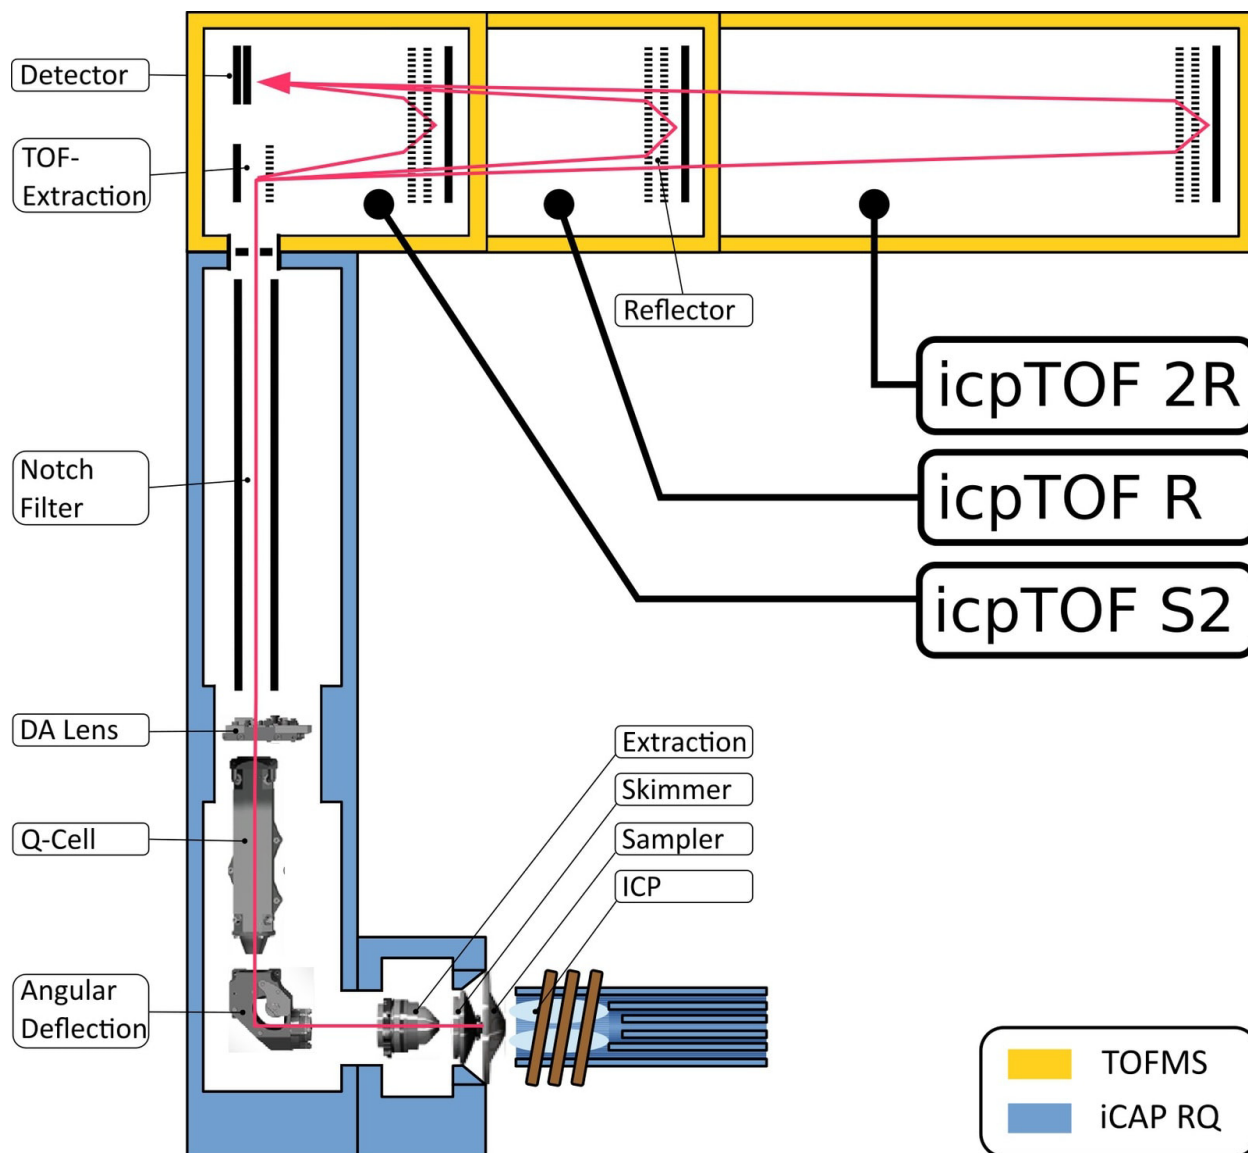 Detector
TOF-
Extraction
Reflector
icpTOF 2R
icpTOF R
icpTOF S2
Notch
Filter
DA Lens
Q-Cell
Angular
Deflection
Extraction
Skimmer
Sampler
ICP
TOFMS
iCAP RQ